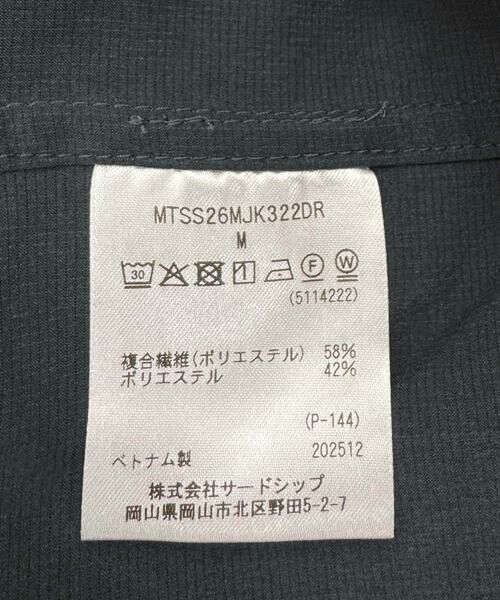 MTSS26MJK322DR
M
30 F W
(5114222)
複合繊維(ポリエステル) 58%
ポリエステル 42%
(P-144)
ベトナム製 202512
株式会社サードシップ
岡山県岡山市北区野田5-2-7